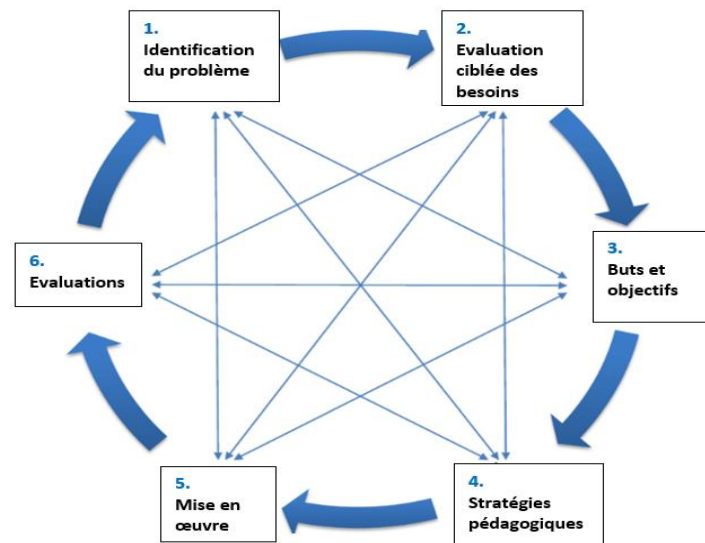 1.
Identification
du problème
2.
Evaluation
ciblée des
besoins
3.
Buts et
objectifs
4.
Stratégies
pédagogiques
5.
Mise en
œuvre
6.
Evaluations